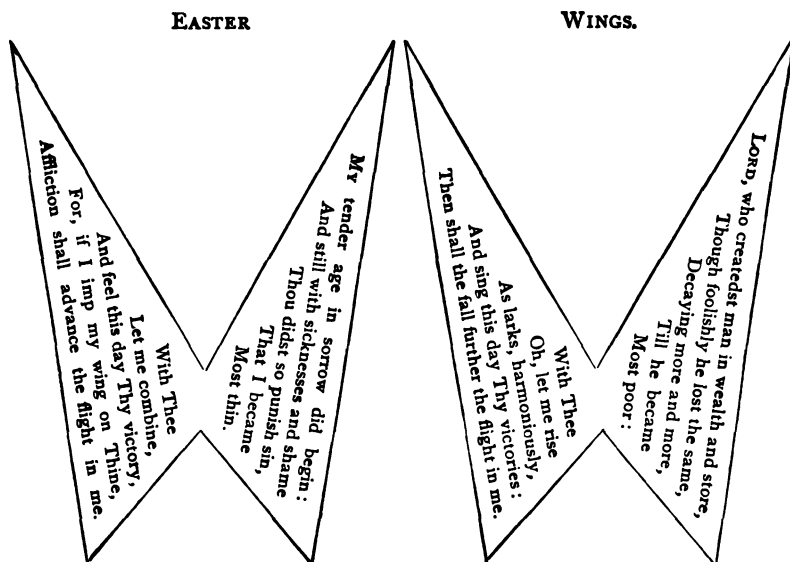 EASTER WINGS.
LORD, who createdst man in wealth and store,
Though foolishly he lost the same,
Decaying more and more,
Till he became
Most poor:
With Thee
Oh, let me rise
As larks, harmoniously,
And sing this day Thy victories:
Then shall the fall further the flight in me.
MY tender age in sorrow did begin:
And still with sicknesses and shame
Thou didst so punish sin,
That I became
Most thin.
With Thee
Let me combine,
And feel this day Thy victory,
For, if I imp my wing on Thine,
Affliction shall advance the flight in me.